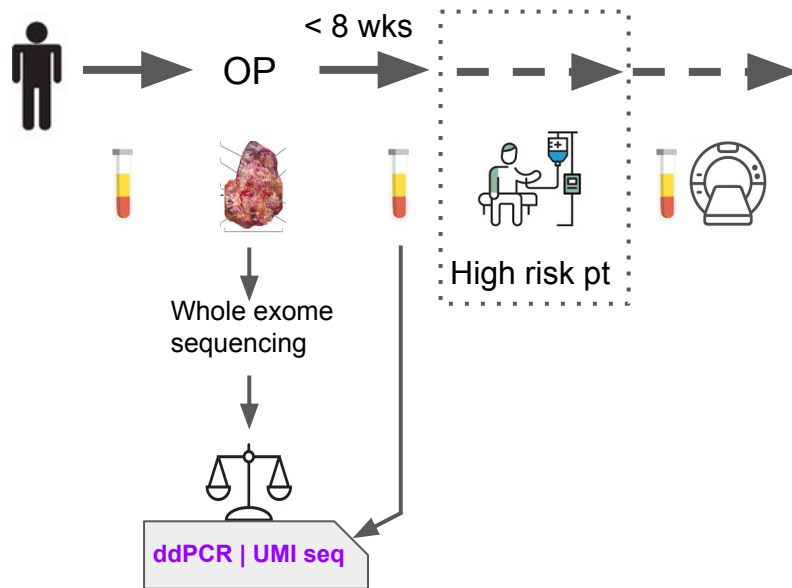 < 8 wks
OP
High risk pt
Whole exome
sequencing
ddPCR | UMI seq